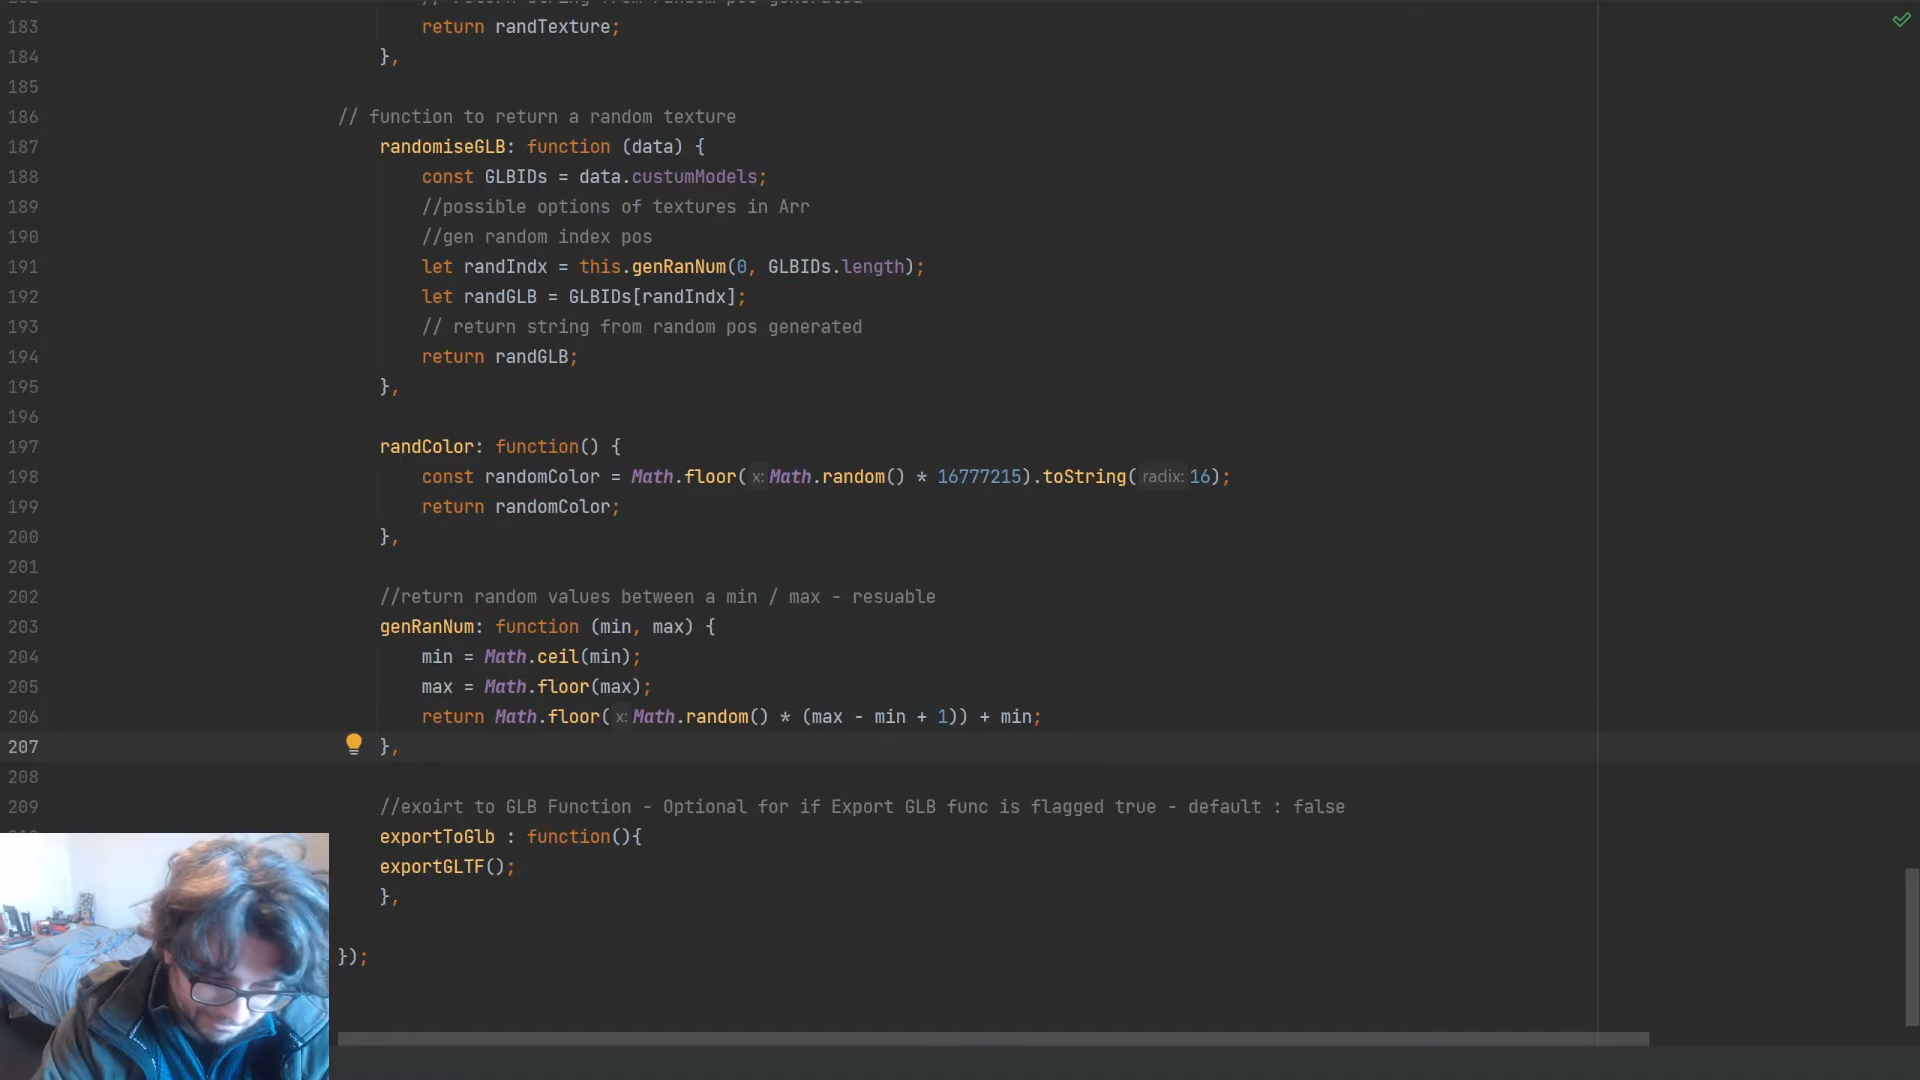 183 return randTexture;
184 },
185
186 // function to return a random texture
187 randomiseGLB: function (data) {
188 const GLBIDs = data.custumModels;
189 //possible options of textures in Arr
190 //gen random index pos
191 let randIndx = this.genRanNum(0, GLBIDs.length);
192 let randGLB = GLBIDs[randIndx];
193 // return string from random pos generated
194 return randGLB;
195 },
196
197 randColor: function() {
198 const randomColor = Math.floor( x: Math.random() * 16777215).toString( radix: 16);
199 return randomColor;
200 },
201
202 //return random values between a min / max - resuable
203 genRanNum: function (min, max) {
204 min = Math.ceil(min);
205 max = Math.floor(max);
206 return Math.floor( x: Math.random() * (max - min + 1)) + min;
207 },
208
209 //exoirt to GLB Function - Optional for if Export GLB func is flagged true - default : false
exportToGlb : function(){
exportGLTF();
},
});